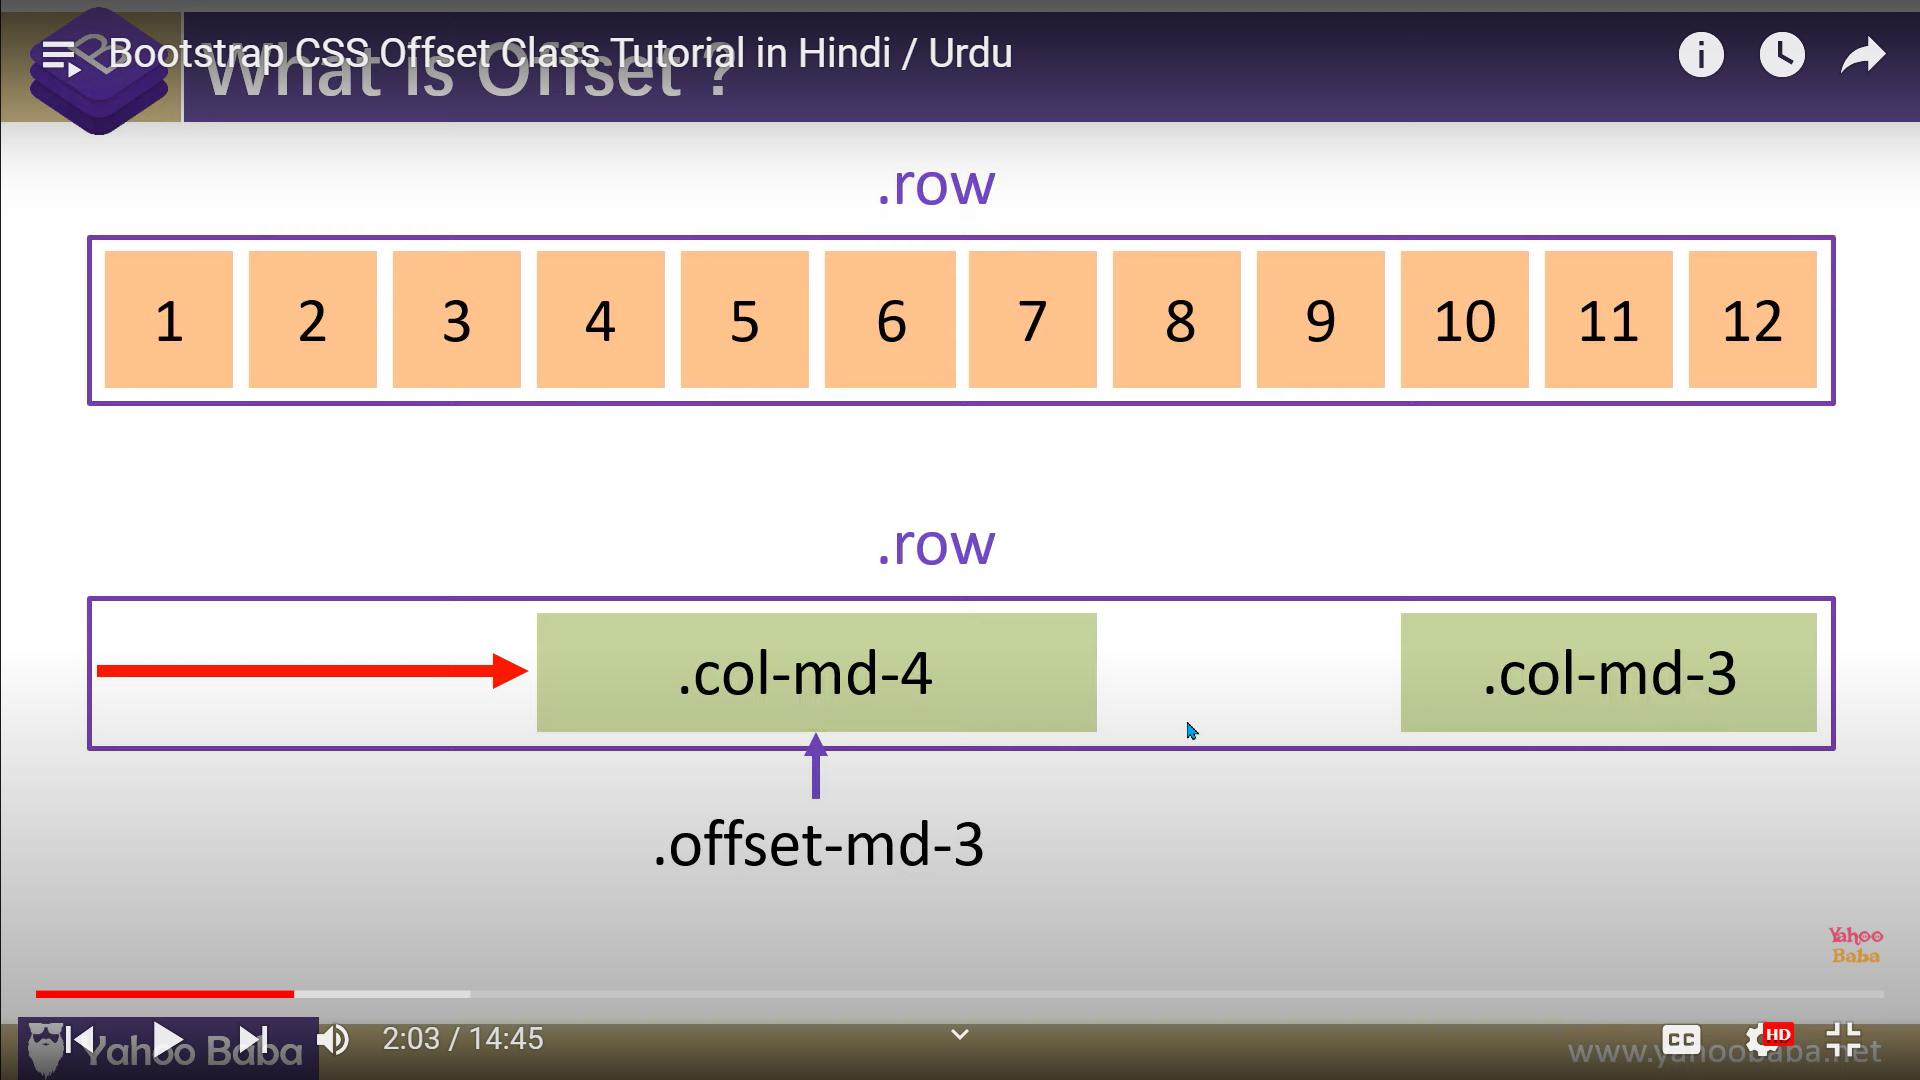 Bootstrap CSS Offset Class Tutorial in Hindi / Urdu
What is Offset ?
.row
1 2 3 4 5 6 7 8 9 10 11 12
.row
.col-md-4 .col-md-3
.offset-md-3
Yahoo
Baba
Yahoo Baba
2:03 / 14:45
CC
HD
www.yahoobaba.net